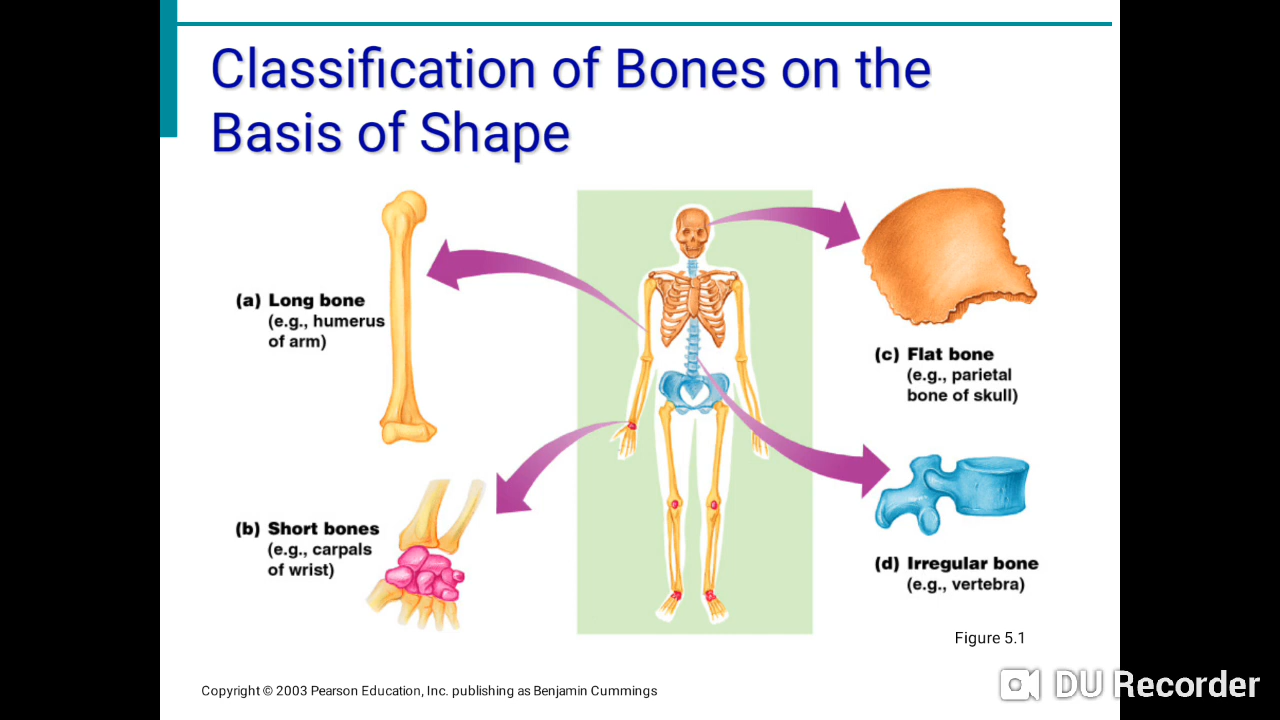 Classification of Bones on the
Basis of Shape
(a) Long bone
(e.g., humerus
of arm)
(b) Short bones
(e.g., carpals
of wrist)
(c) Flat bone
(e.g., parietal
bone of skull)
(d) Irregular bone
(e.g., vertebra)
Figure 5.1
Copyright © 2003 Pearson Education, Inc. publishing as Benjamin Cummings
DU Recorder